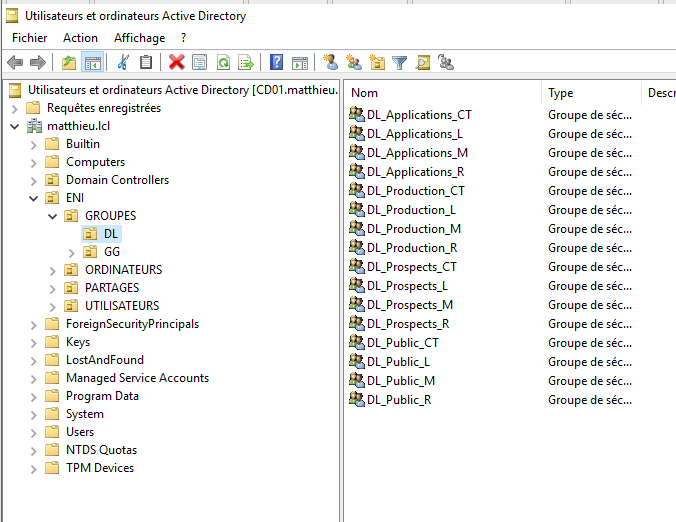 Utilisateurs et ordinateurs Active Directory
Fichier Action Affichage ?
Utilisateurs et ordinateurs Active Directory [CD01.matthieu.
Requêtes enregistrées
matthieu.lcl
Builtin
Computers
Domain Controllers
ENI
GROUPES
DL
GG
ORDINATEURS
PARTAGES
UTILISATEURS
ForeignSecurityPrincipals
Keys
LostAndFound
Managed Service Accounts
Program Data
System
Users
NTDS Quotas
TPM Devices
Nom Type Descr
DL_Applications_CT Groupe de séc...
DL_Applications_L Groupe de séc...
DL_Applications_M Groupe de séc...
DL_Applications_R Groupe de séc...
DL_Production_CT Groupe de séc...
DL_Production_L Groupe de séc...
DL_Production_M Groupe de séc...
DL_Production_R Groupe de séc...
DL_Prospects_CT Groupe de séc...
DL_Prospects_L Groupe de séc...
DL_Prospects_M Groupe de séc...
DL_Prospects_R Groupe de séc...
DL_Public_CT Groupe de séc...
DL_Public_L Groupe de séc...
DL_Public_M Groupe de séc...
DL_Public_R Groupe de séc...